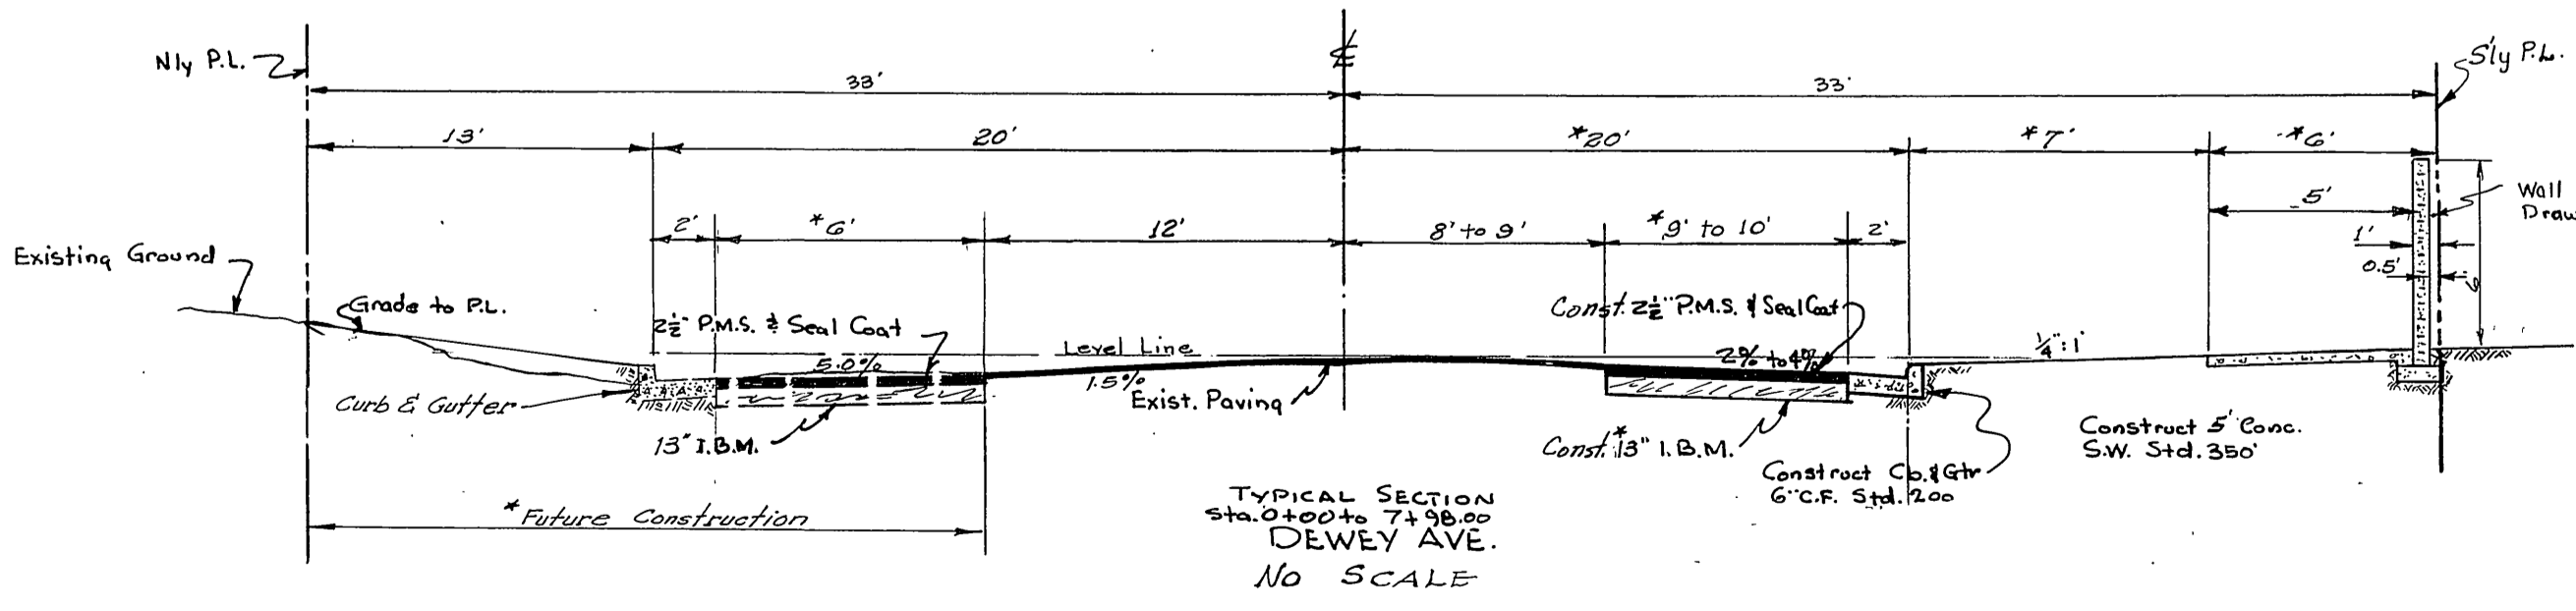 Nly P.L.
℄
S'ly P.L.
33'
33'
13'
20'
*20'
*7'
*6'
2'
*6'
12'
8' to 9'
*9' to 10'
2'
5'
Wall
1'
0.5'
6'
Existing Ground
Grade to P.L.
2½" P.M.S. & Seal Coat
Const. 2½" P.M.S. & Seal Coat
Level Line
5.0%
1.5%
2% to 4%
¼":1'
Curb & Gutter
Exist. Paving
13" I.B.M.
Const. *13" I.B.M.
Construct Cb. & Gtr
6" C.F. Std. 200
Construct 5' Conc.
S.W. Std. 350
*Future Construction
TYPICAL SECTION
Sta. 0+00 to 7+98.00
DEWEY AVE.
NO SCALE